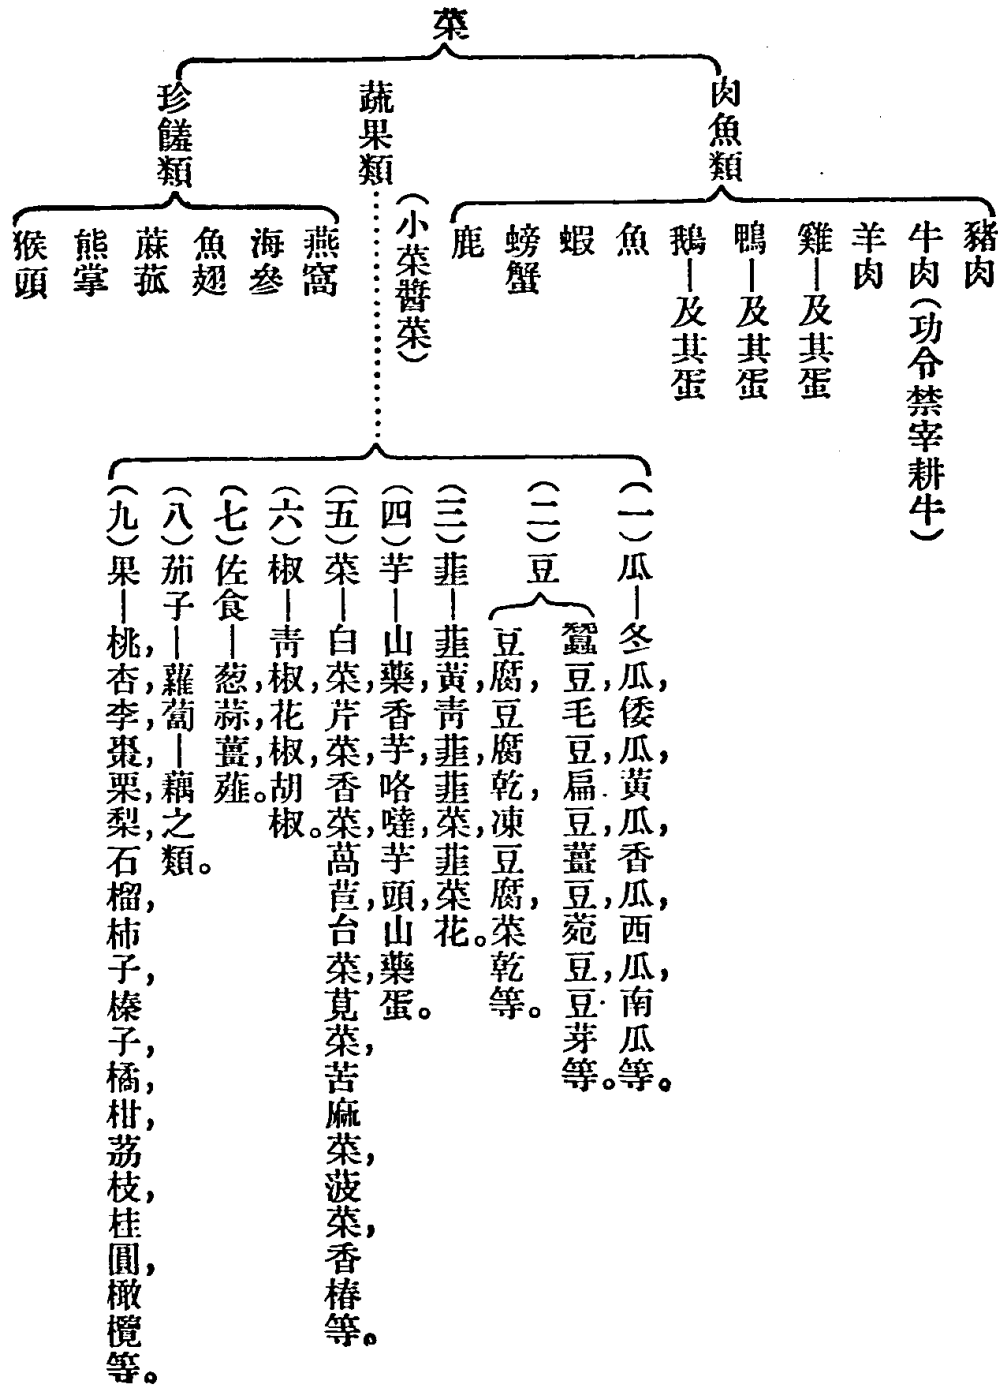 菜
肉魚類
豬肉
牛肉(功令禁宰耕牛)
羊肉
雞—及其蛋
鴨—及其蛋
鵝—及其蛋
魚
蝦
螃蟹
鹿
蔬果類
(小菜醬菜)
(一)瓜—冬瓜,倭瓜,黃瓜,香瓜,西瓜,南瓜等。
(二)豆
蠶豆,毛豆,扁豆,薑豆,菀豆,豆芽等。
豆腐,豆腐乾,凍豆腐,菜乾等。
(三)韮—韮黃,靑韮,韮菜,韮菜花。
(四)芋—山藥,香芋,咯噠芋頭,山藥蛋。
(五)菜—白菜,芹菜,香菜,萵苣,台菜,莧菜,苦麻菜,菠菜,香椿等。
(六)椒—靑椒,花椒,胡椒。
(七)佐食—葱,蒜,薑,薤。
(八)茄子—蘿蔔—藕之類。
(九)果—桃,杏,李,棗,栗,梨,石榴,柿子,榛子,橘,柑,荔枝,桂圓,橄欖等。
珍饈類
燕窩
海參
魚翅
蔴菰
熊掌
猴頭